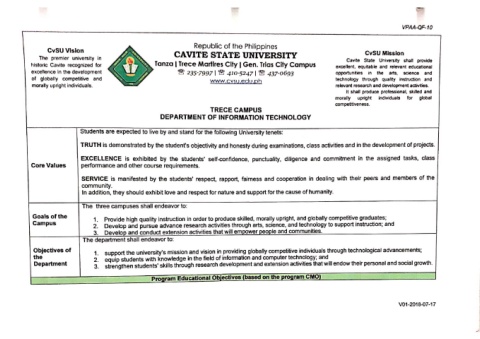 VPAA-QF-10
CvSU Vision
The premier university in
historic Cavite recognized for
excellence in the development
of globally competitive and
morally upright individuals.
Republic of the Philippines
CAVITE STATE UNIVERSITY
Tanza | Trece Martires City | Gen. Trias City Campus
☎ 235-7997 | ☎ 410-5247 | ☎ 437-0693
www.cvsu.edu.ph
CvSU Mission
Cavite State University shall provide
excellent, equitable and relevant educational
opportunities in the arts, science and
technology through quality instruction and
relevant research and development activities.
It shall produce professional, skilled and
morally upright individuals for global
competitiveness.
TRECE CAMPUS
DEPARTMENT OF INFORMATION TECHNOLOGY
Core Values
Students are expected to live by and stand for the following University tenets:
TRUTH is demonstrated by the student's objectivity and honesty during examinations, class activities and in the development of projects.
EXCELLENCE is exhibited by the students' self-confidence, punctuality, diligence and commitment in the assigned tasks, class
performance and other course requirements.
SERVICE is manifested by the students' respect, rapport, fairness and cooperation in dealing with their peers and members of the
community.
In addition, they should exhibit love and respect for nature and support for the cause of humanity.
Goals of the
Campus
The three campuses shall endeavor to:
1. Provide high quality instruction in order to produce skilled, morally upright, and globally competitive graduates;
2. Develop and pursue advance research activities through arts, science, and technology to support instruction; and
3. Develop and conduct extension activities that will empower people and communities.
Objectives of
the
Department
The department shall endeavor to:
1. support the university's mission and vision in providing globally competitive individuals through technological advancements;
2. equip students with knowledge in the field of information and computer technology; and
3. strengthen students' skills through research development and extension activities that will endow their personal and social growth.
Program Educational Objectives (based on the program CMO)
V01-2018-07-17